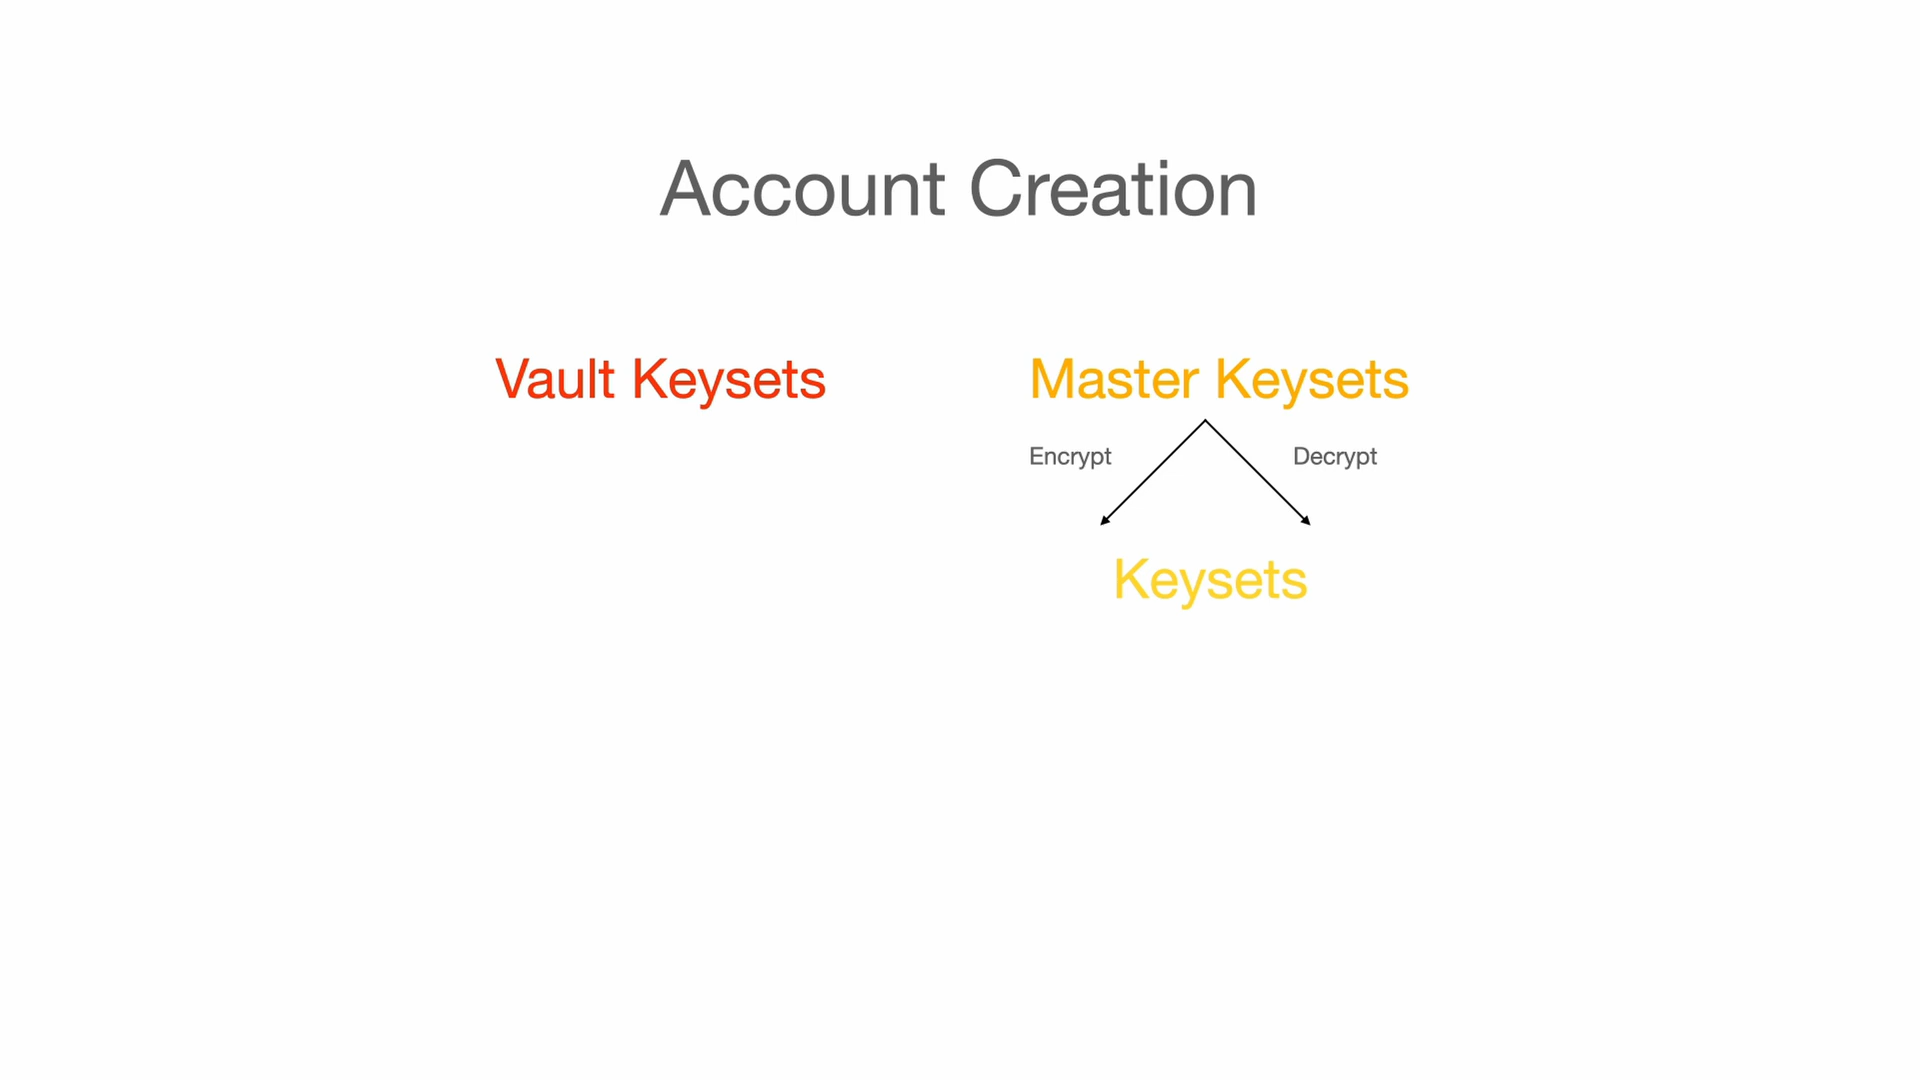 Account Creation
Vault Keysets
Master Keysets
Encrypt
Decrypt
Keysets